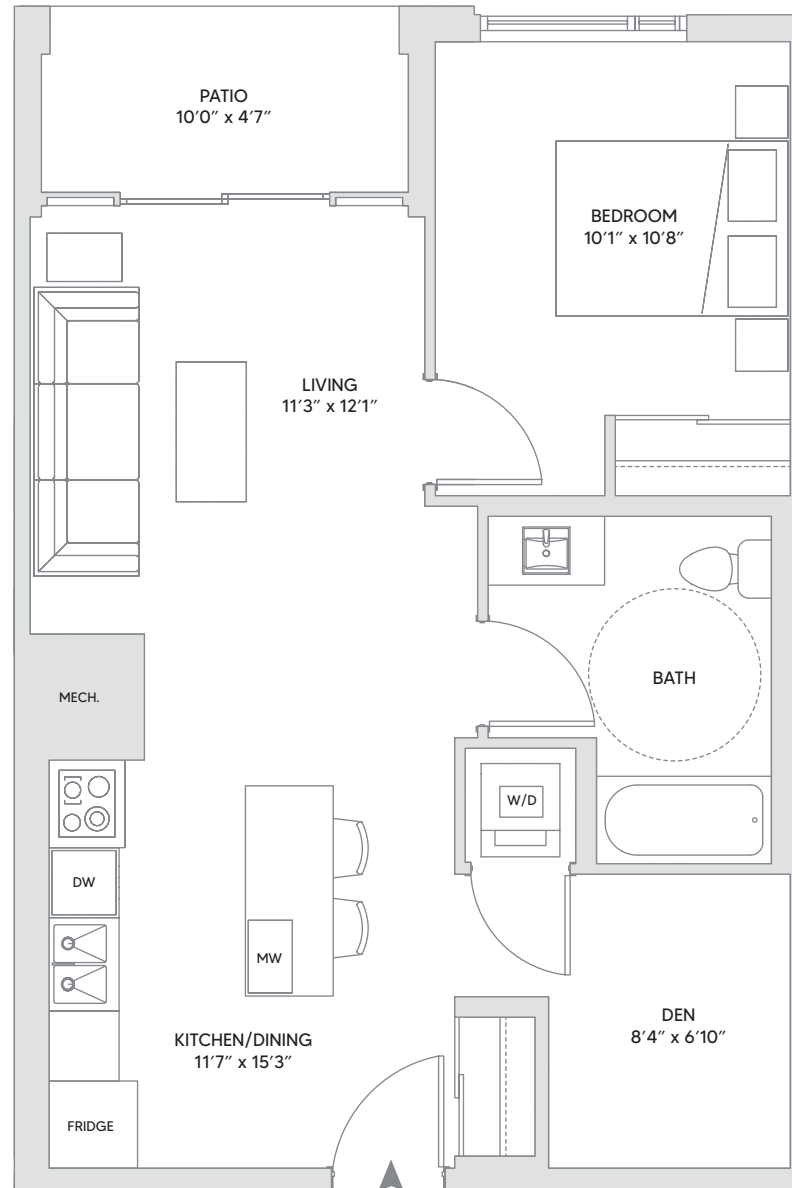 PATIO
10′0″ x 4′7″
BEDROOM
10′1″ x 10′8″
LIVING
11′3″ x 12′1″
BATH
MECH.
W/D
DW
MW
DEN
8′4″ x 6′10″
KITCHEN/DINING
11′7″ x 15′3″
FRIDGE